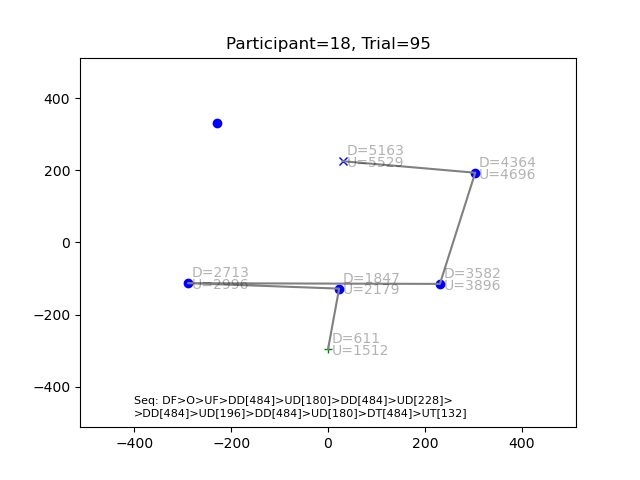 Participant=18, Trial=95
400
200
0
−200
−400
D=5163
U=5529
D=4364
U=4696
D=2713
U=2996
D=1847
U=2179
D=3582
U=3896
D=611
U=1512
Seq: DF>O>UF>DD[484]>UD[180]>DD[484]>UD[228]>
>DD[484]>UD[196]>DD[484]>UD[180]>DT[484]>UT[132]
−400 −200 0 200 400